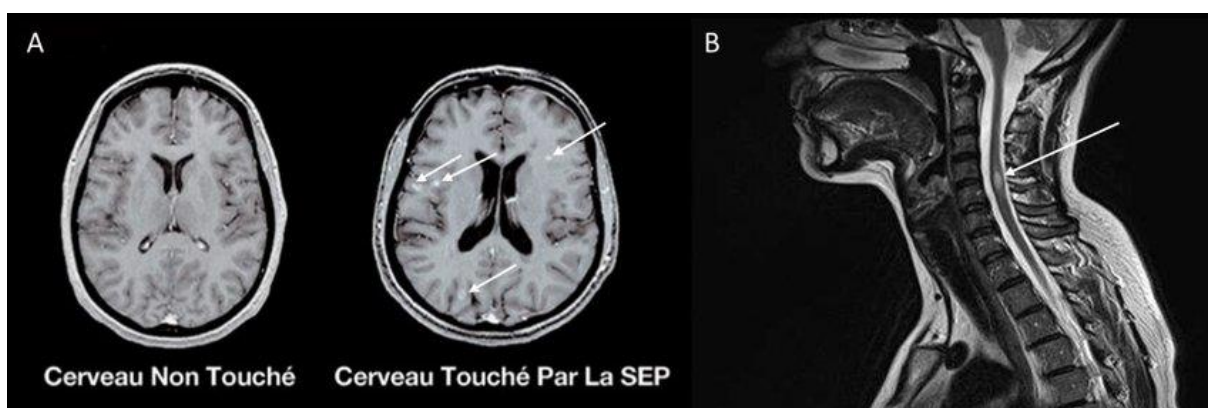 A
B
Cerveau Non Touché
Cerveau Touché Par La SEP